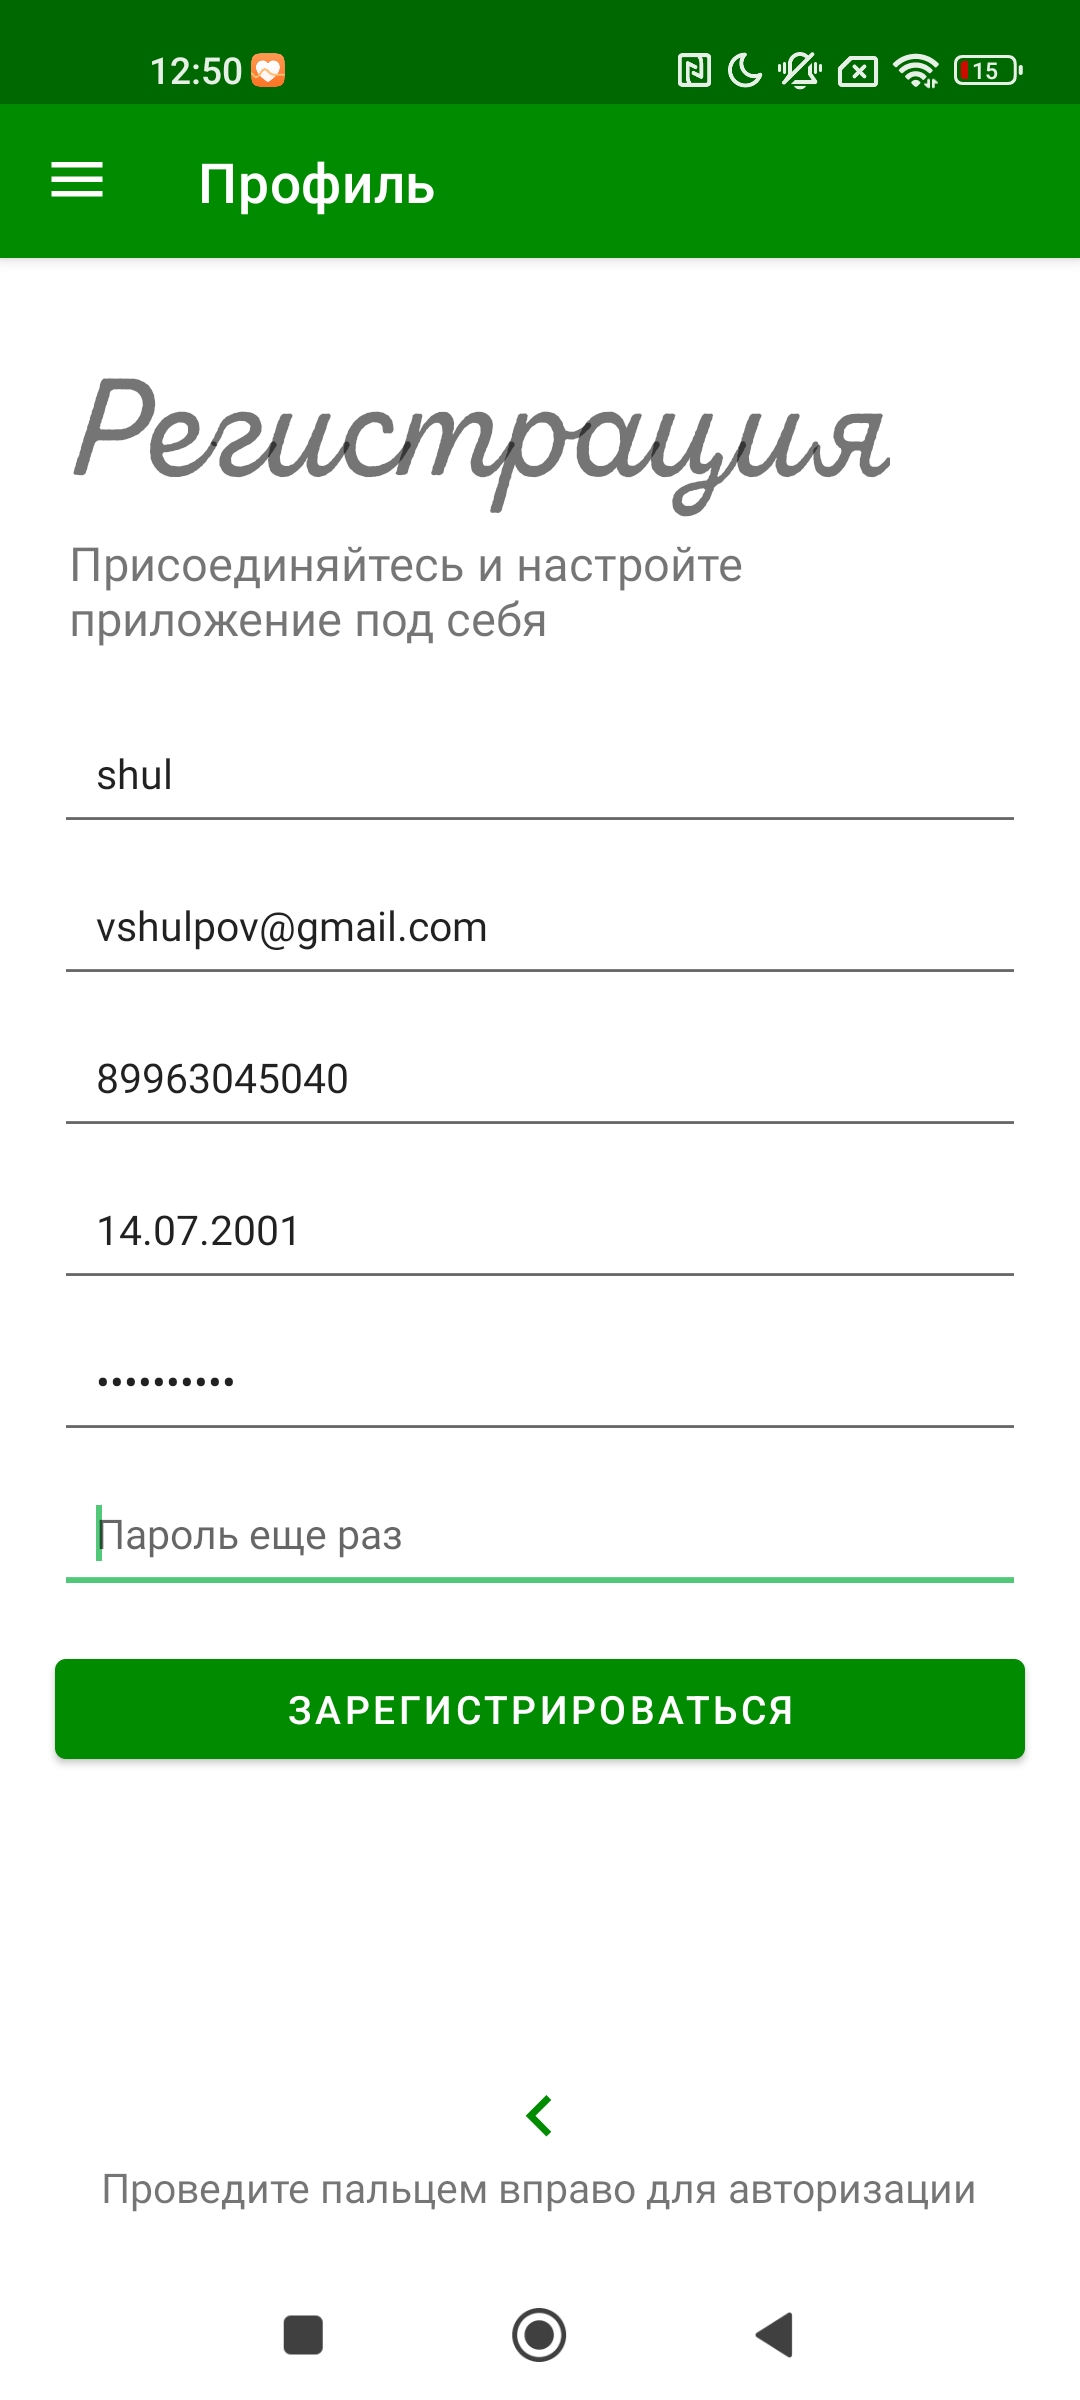 12:50
15
Профиль
Регистрация
Присоединяйтесь и настройте
приложение под себя
shul
vshulpov@gmail.com
89963045040
14.07.2001
••••••••••
Пароль еще раз
ЗАРЕГИСТРИРОВАТЬСЯ
Проведите пальцем вправо для авторизации